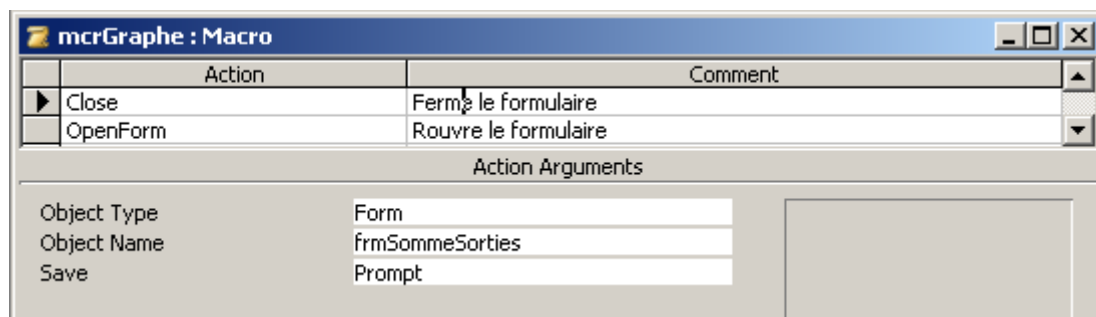 mcrGraphe : Macro
Action Comment
Close Ferme le formulaire
OpenForm Rouvre le formulaire
Action Arguments
Object Type Form
Object Name frmSommeSorties
Save Prompt